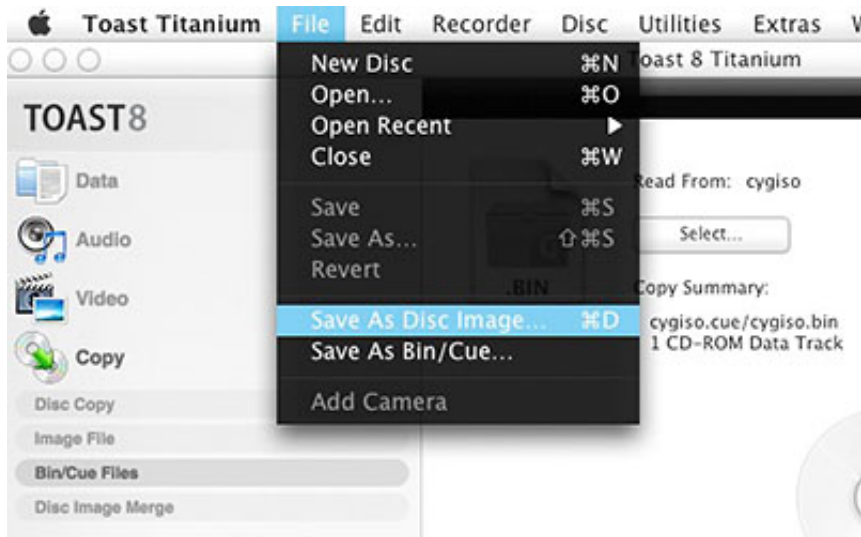 Toast Titanium File Edit Recorder Disc Utilities Extras
Toast 8 Titanium
TOAST 8
Data
Audio
Video
Copy
Disc Copy
Image File
Bin/Cue Files
Disc Image Merge
New Disc ⌘N
Open... ⌘O
Open Recent ▶
Close ⌘W
Save ⌘S
Save As... ⇧⌘S
Revert
Save As Disc Image... ⌘D
Save As Bin/Cue...
Add Camera
.BIN
Read From: cygiso
Select...
Copy Summary:
cygiso.cue/cygiso.bin
1 CD-ROM Data Track